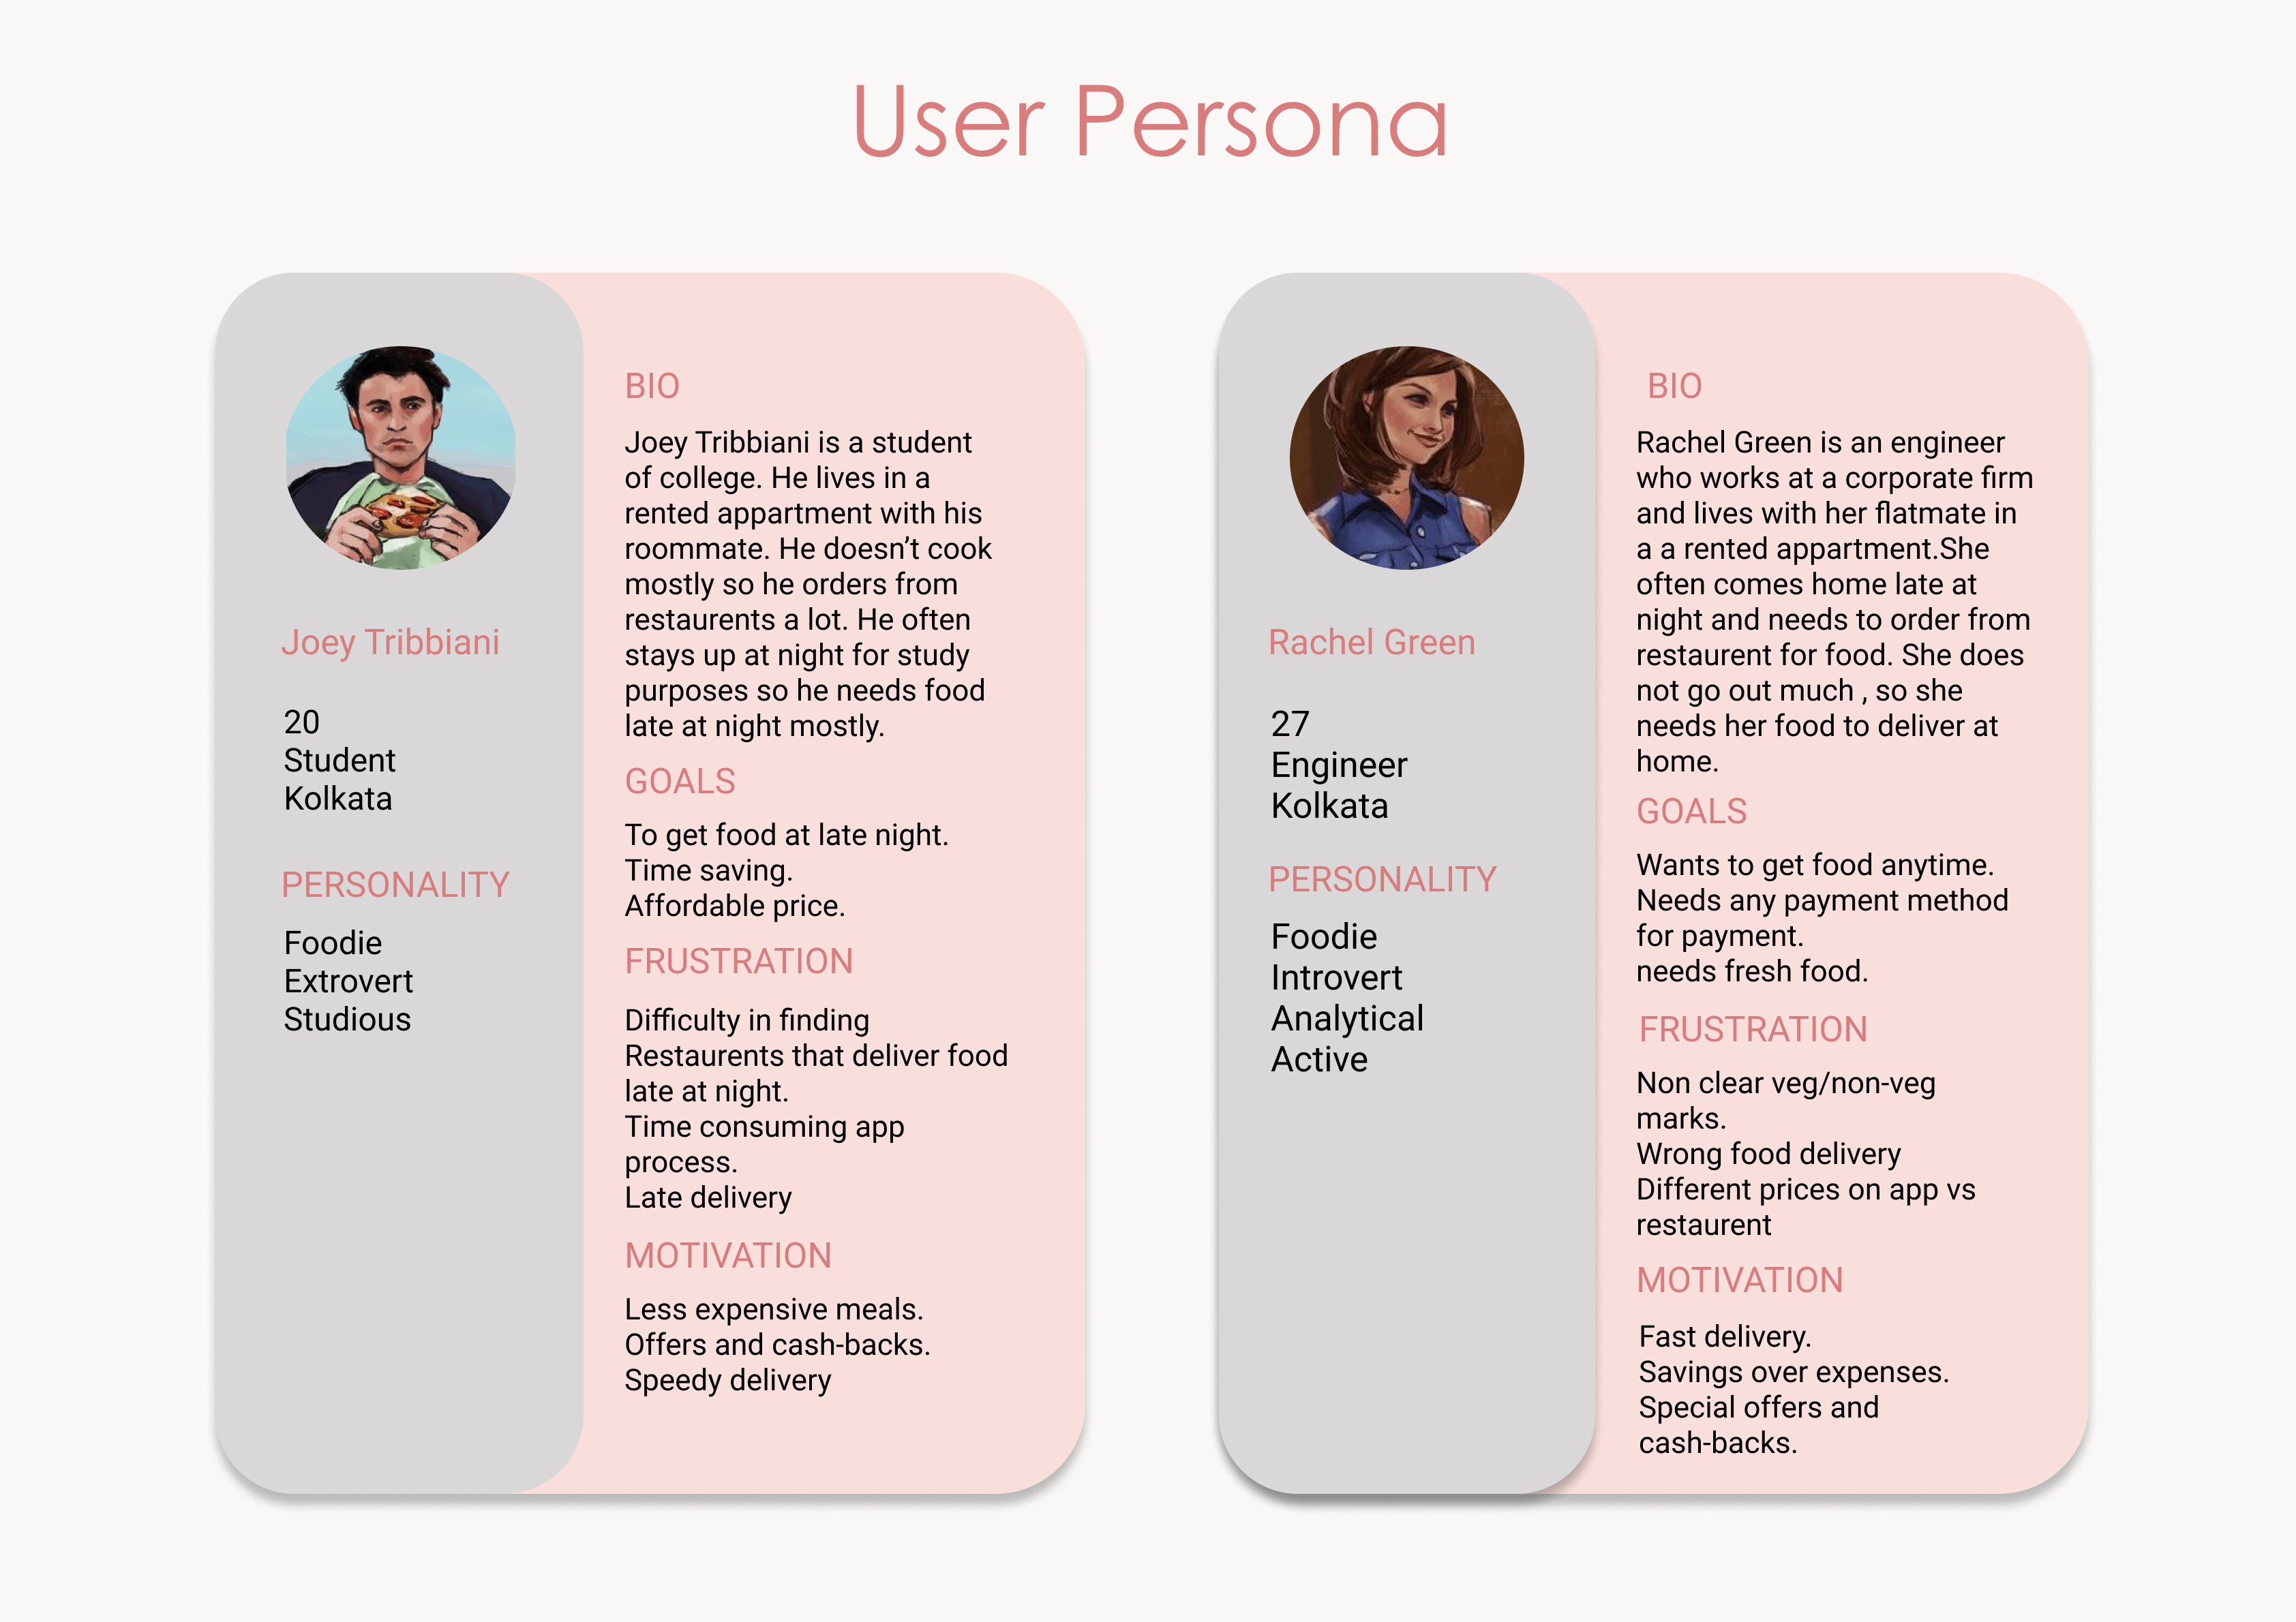 User Persona
Joey Tribbiani
20
Student
Kolkata
PERSONALITY
Foodie
Extrovert
Studious
BIO
Joey Tribbiani is a student
of college. He lives in a
rented appartment with his
roommate. He doesn’t cook
mostly so he orders from
restaurents a lot. He often
stays up at night for study
purposes so he needs food
late at night mostly.
GOALS
To get food at late night.
Time saving.
Affordable price.
FRUSTRATION
Difficulty in finding
Restaurents that deliver food
late at night.
Time consuming app
process.
Late delivery
MOTIVATION
Less expensive meals.
Offers and cash-backs.
Speedy delivery
Rachel Green
27
Engineer
Kolkata
PERSONALITY
Foodie
Introvert
Analytical
Active
BIO
Rachel Green is an engineer
who works at a corporate firm
and lives with her flatmate in
a a rented appartment.She
often comes home late at
night and needs to order from
restaurent for food. She does
not go out much , so she
needs her food to deliver at
home.
GOALS
Wants to get food anytime.
Needs any payment method
for payment.
needs fresh food.
FRUSTRATION
Non clear veg/non-veg
marks.
Wrong food delivery
Different prices on app vs
restaurent
MOTIVATION
Fast delivery.
Savings over expenses.
Special offers and
cash-backs.